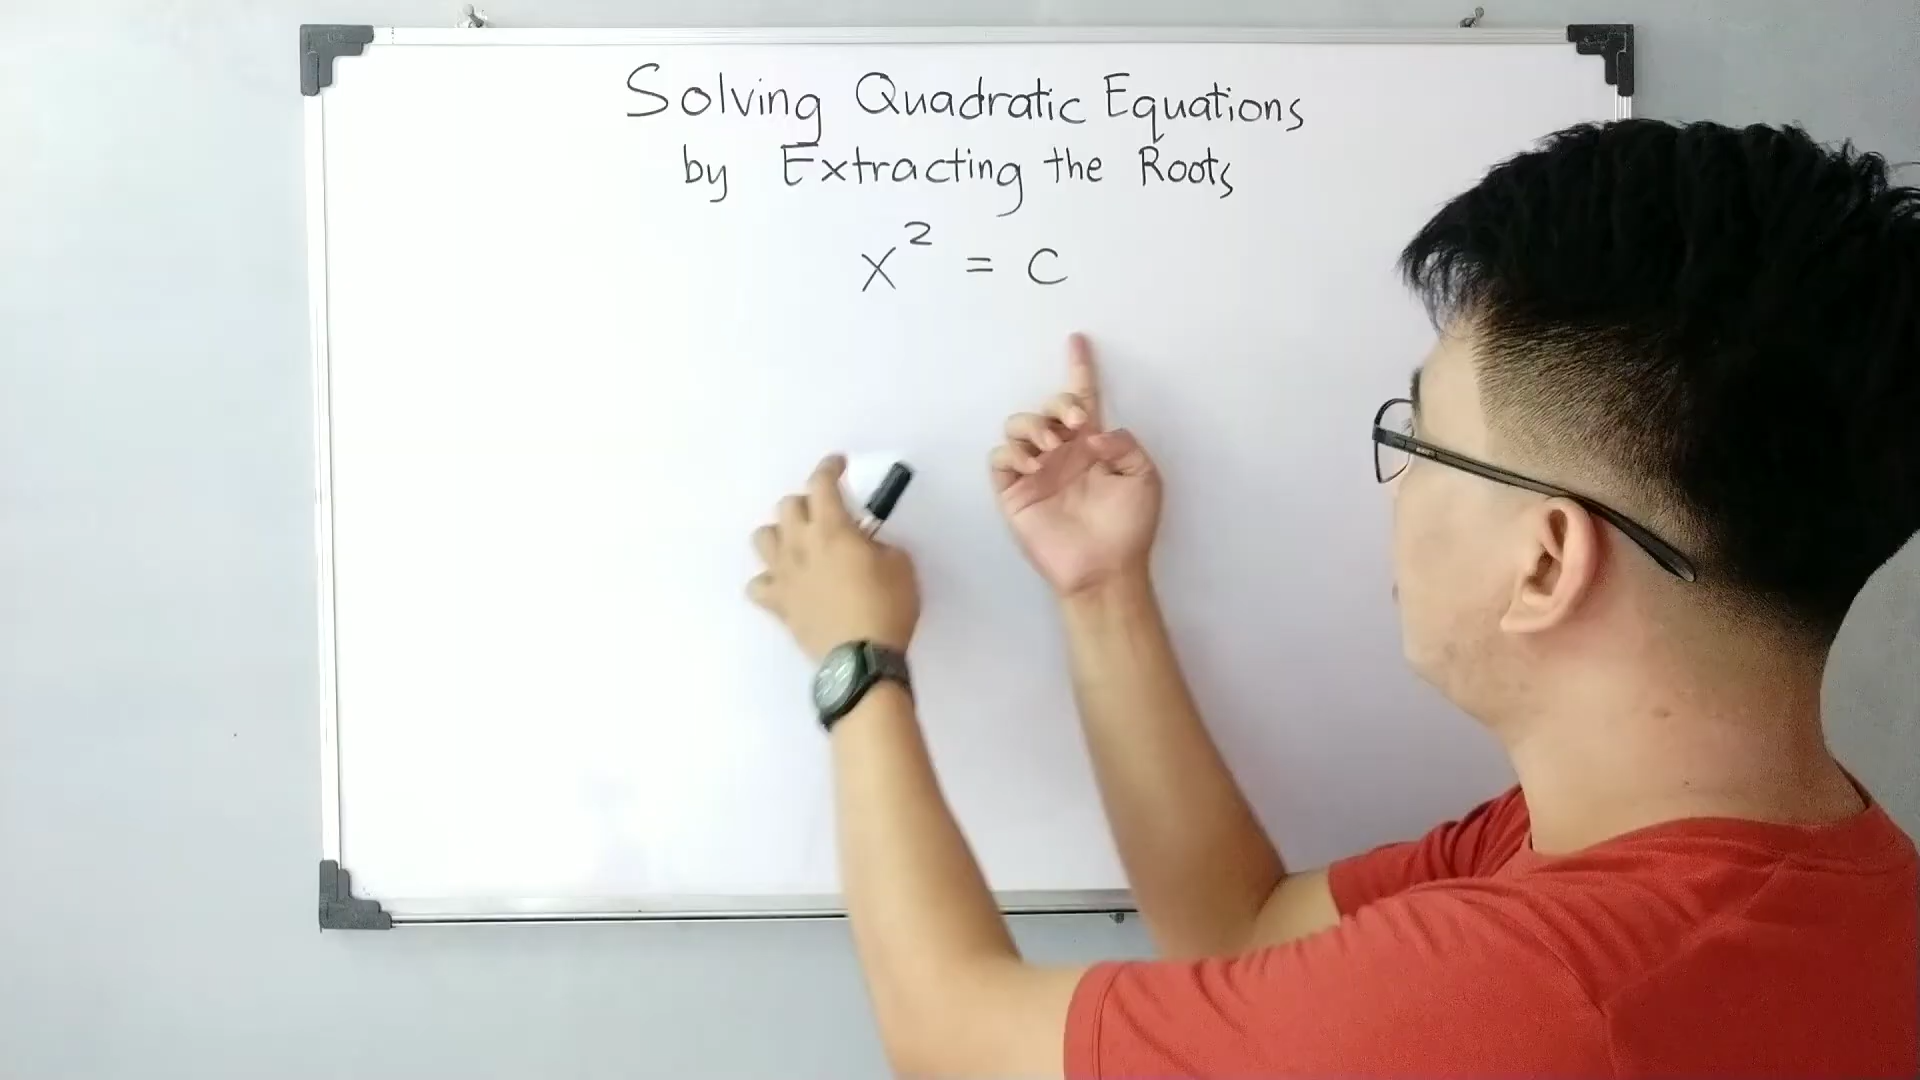 Solving Quadratic Equations
by Extracting the Roots
x² = c